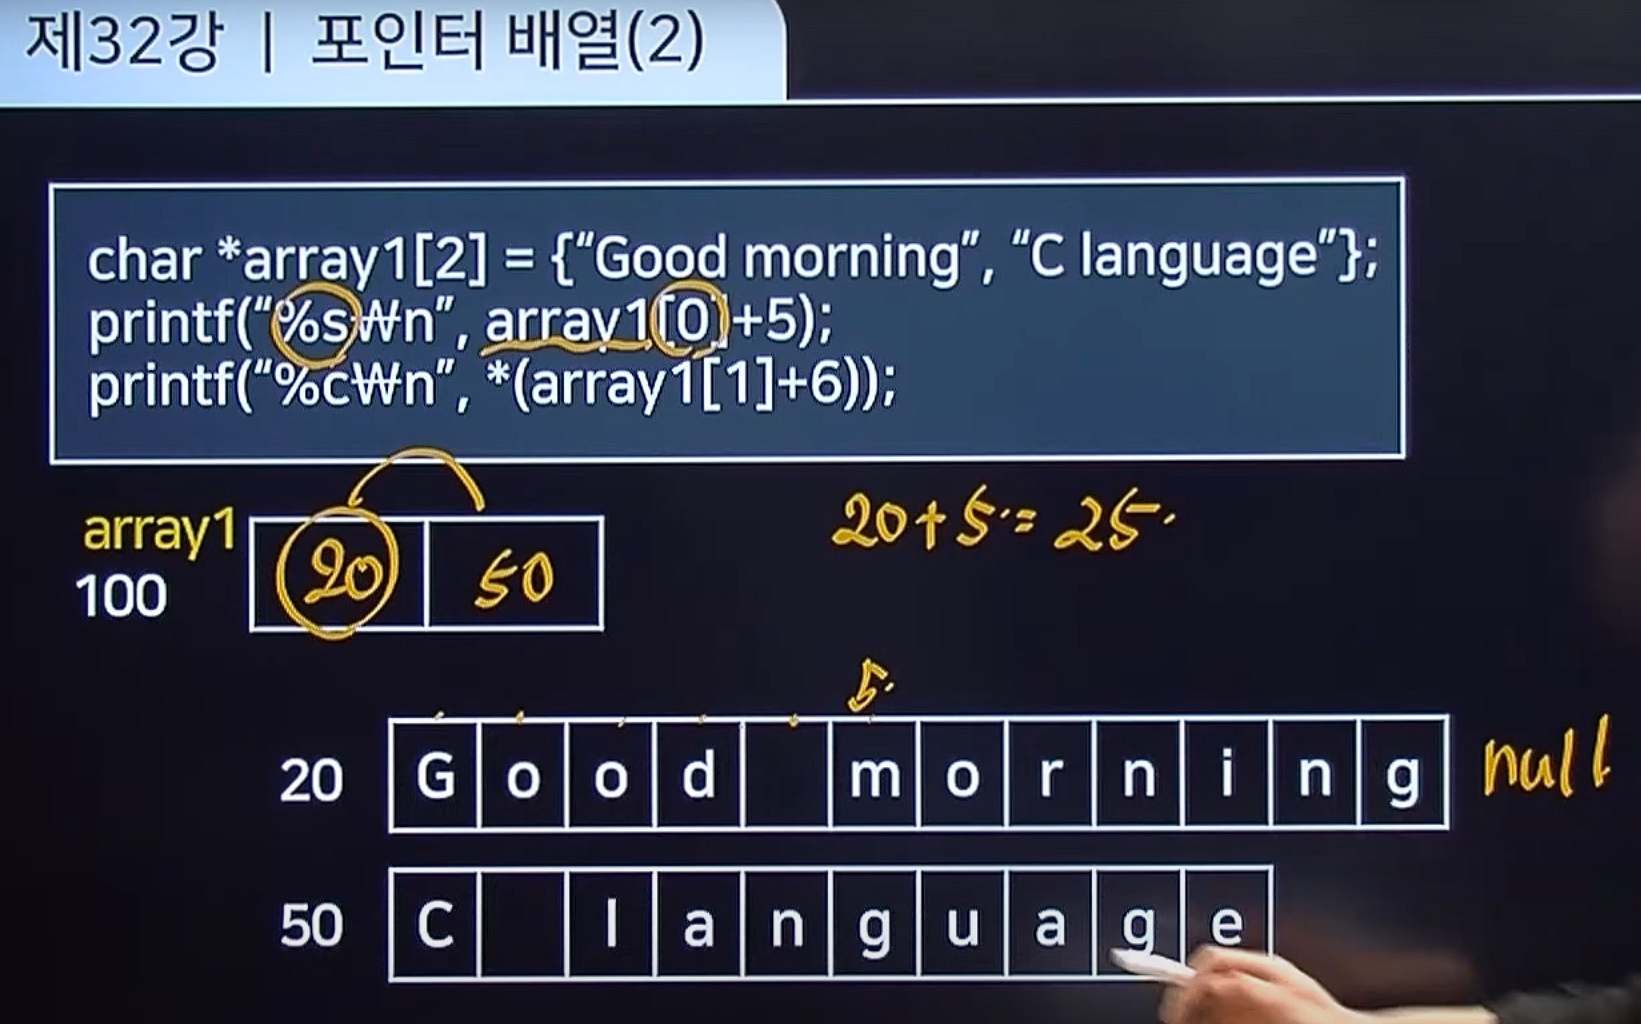 제32강 | 포인터 배열(2)
char *array1[2] = {“Good morning”, “C language”};
printf(“%s₩n”, array1[0]+5);
printf(“%c₩n”, *(array1[1]+6));
array1
100
20 50
20+5=25
5
20 G o o d m o r n i n g null
50 C l a n g u a g e